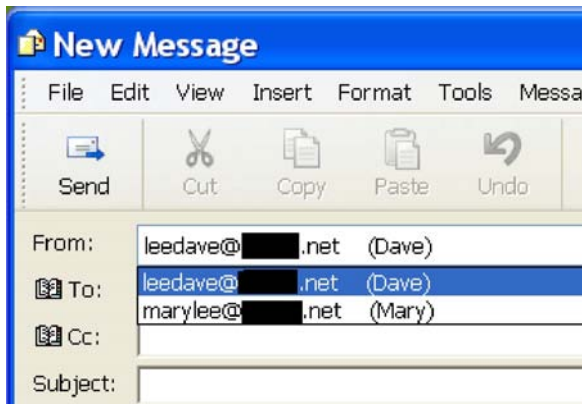 New Message
File Edit View Insert Format Tools Messa
Send Cut Copy Paste Undo
From: leedave@ .net (Dave)
To: leedave@ .net (Dave)
marylee@ .net (Mary)
Cc:
Subject: